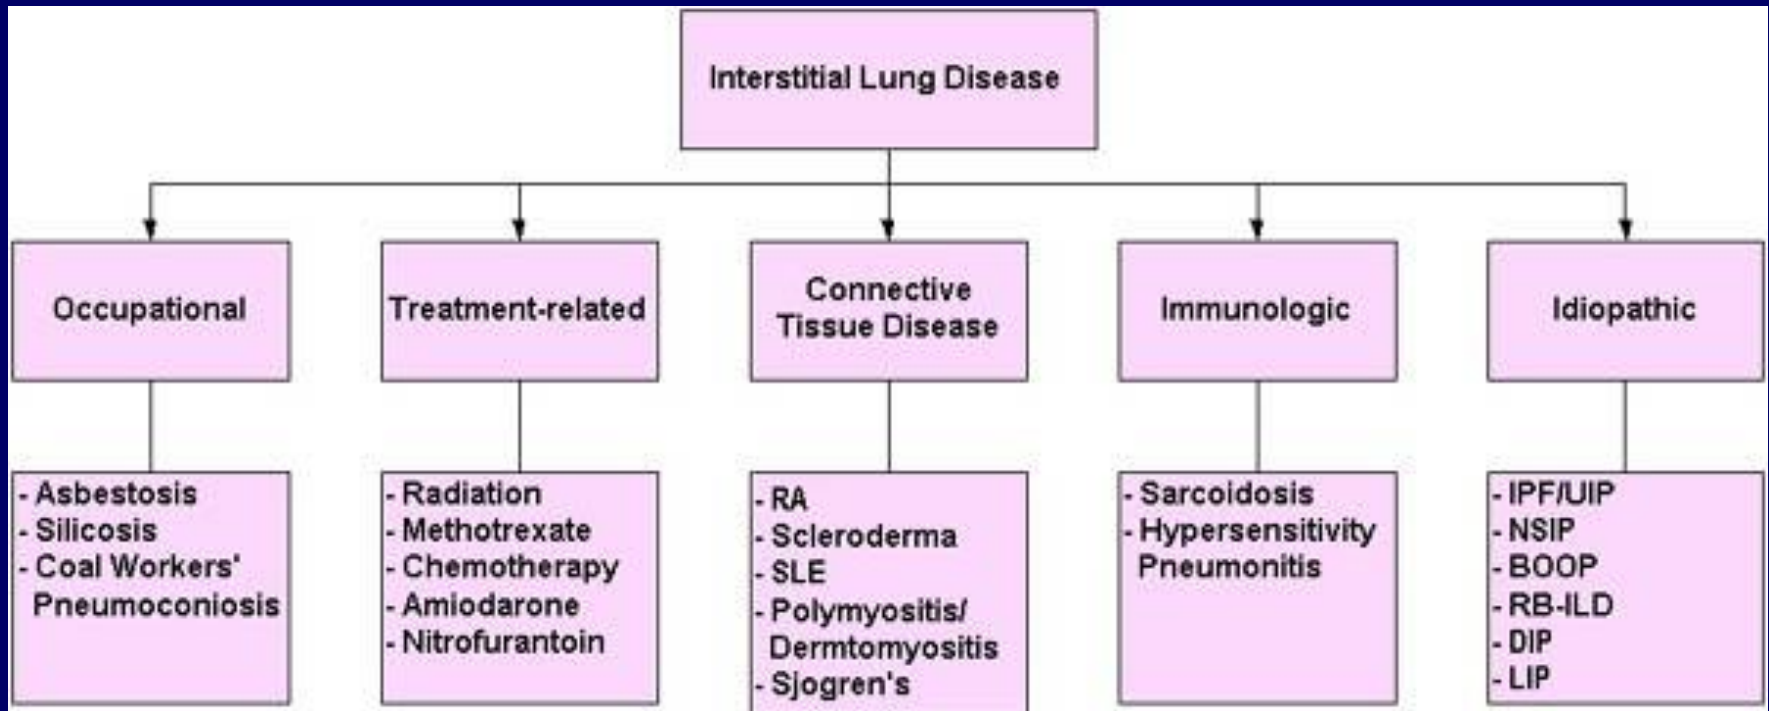 Interstitial Lung Disease
Occupational
Treatment-related
Connective
Tissue Disease
Immunologic
Idiopathic
- Asbestosis
- Silicosis
- Coal Workers'
Pneumoconiosis
- Radiation
- Methotrexate
- Chemotherapy
- Amiodarone
- Nitrofurantoin
- RA
- Scleroderma
- SLE
- Polymyositis/
Dermtomyositis
- Sjogren's
- Sarcoidosis
- Hypersensitivity
Pneumonitis
- IPF/UIP
- NSIP
- BOOP
- RB-ILD
- DIP
- LIP